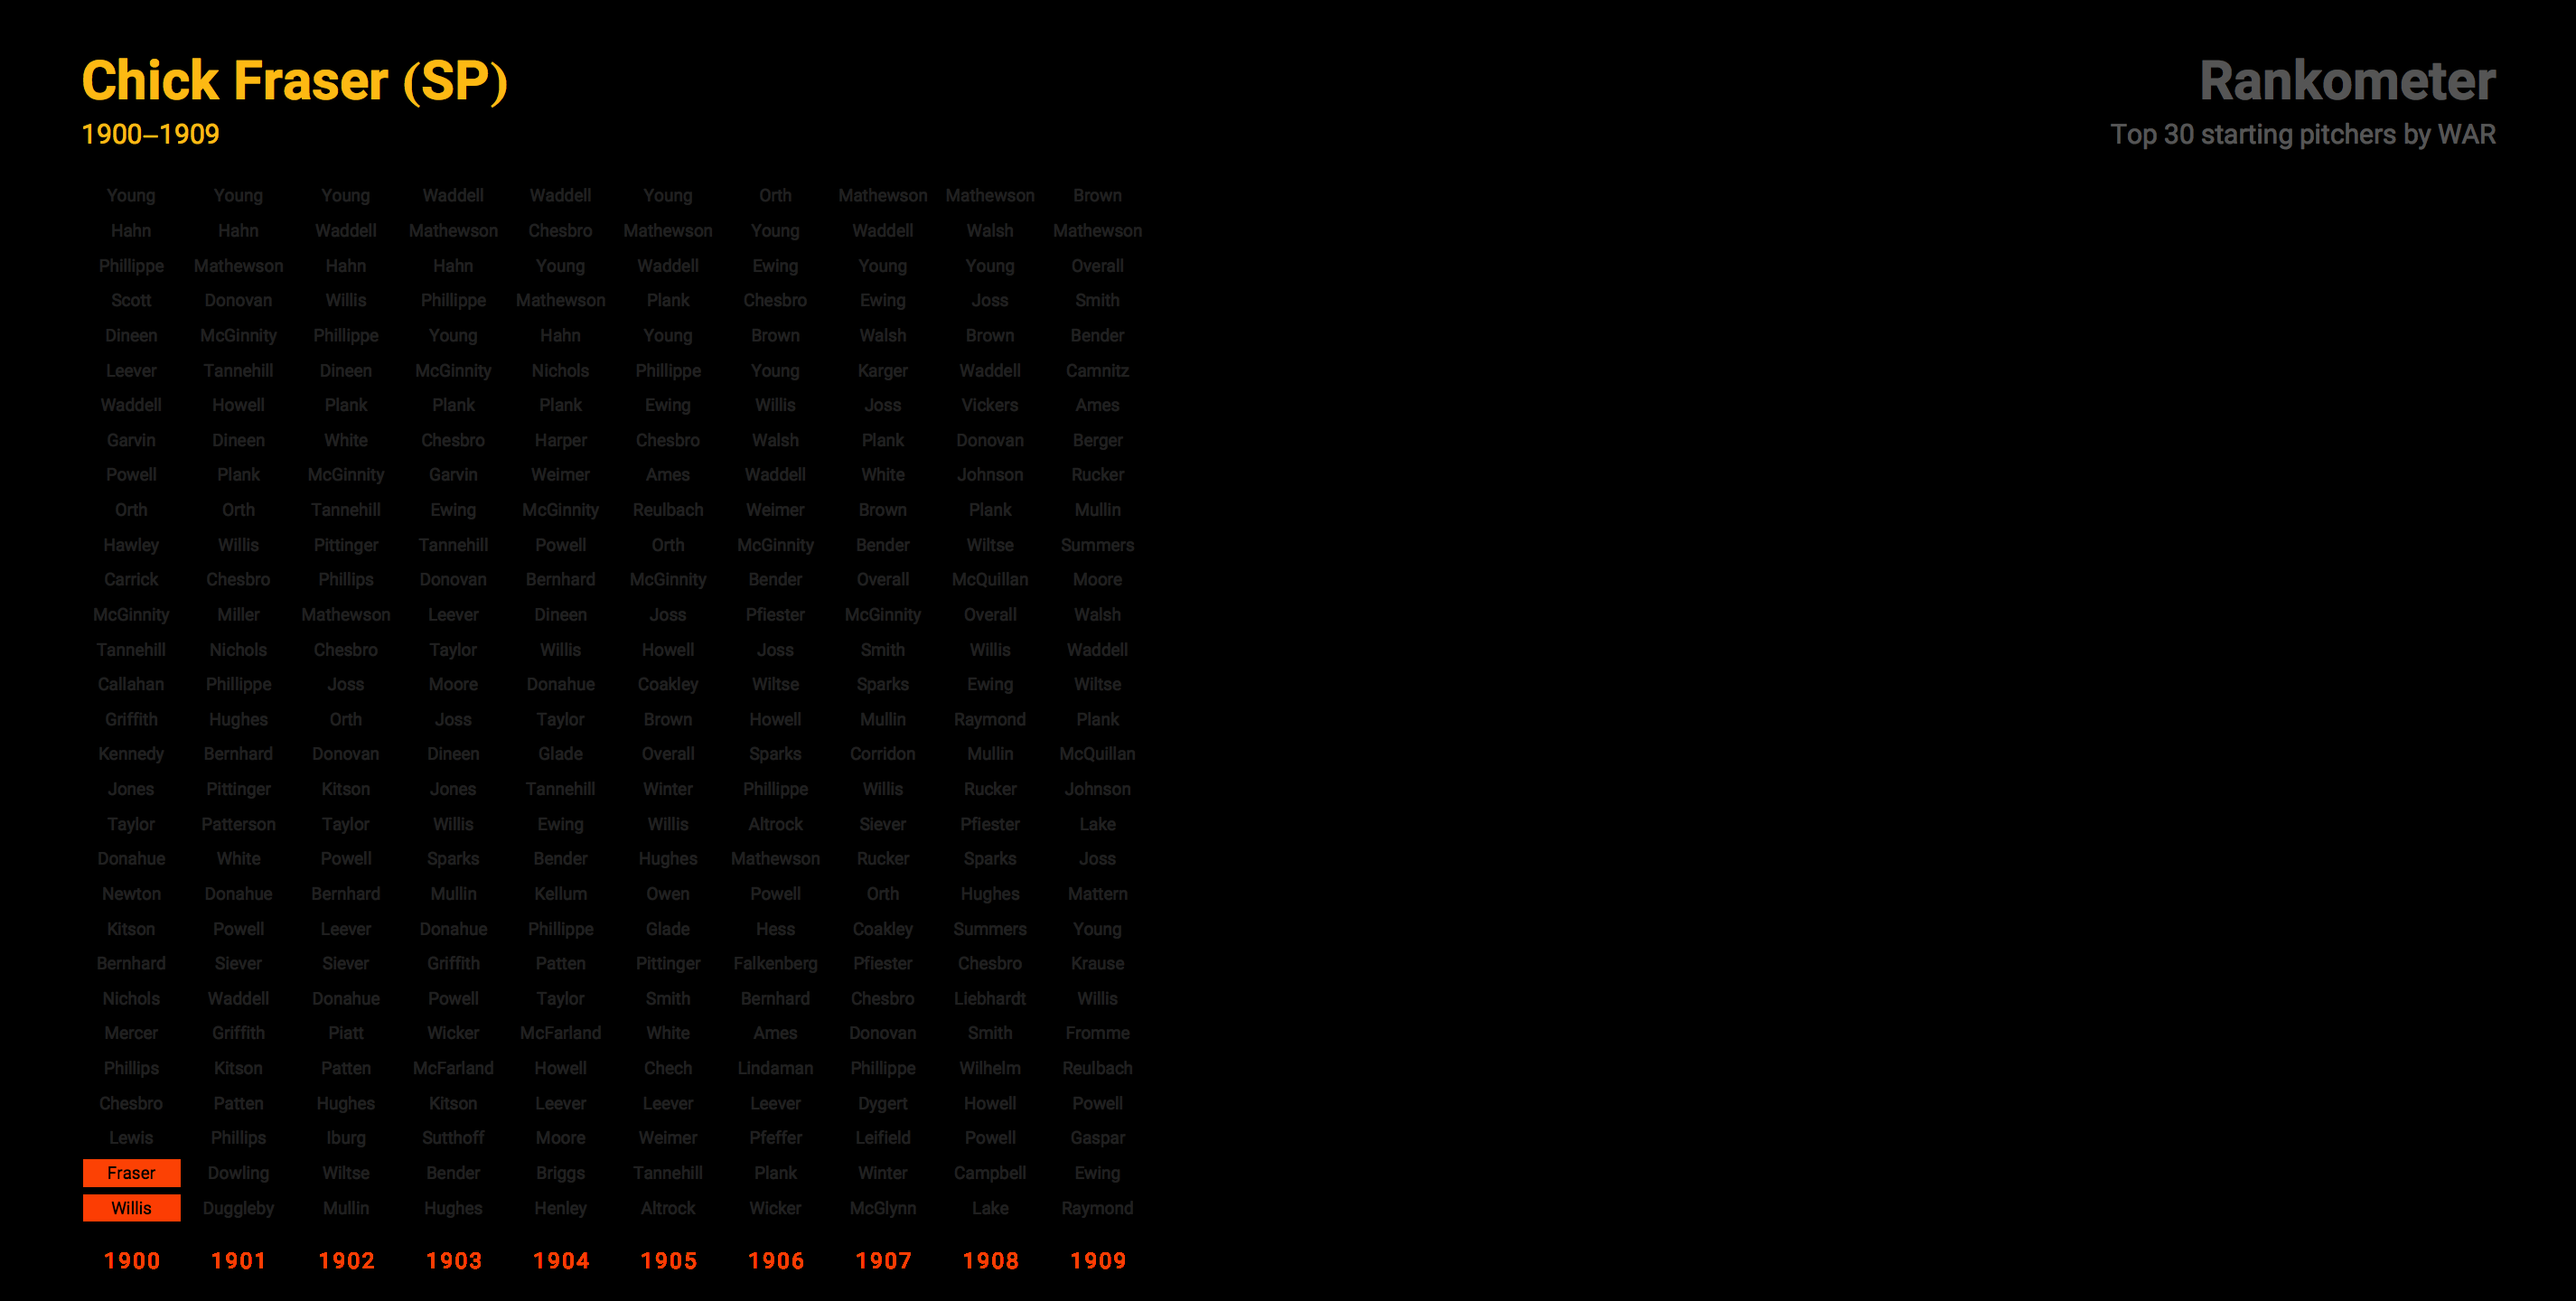 Chick Fraser (SP)
1900–1909
Rankometer
Top 30 starting pitchers by WAR
Young Young Young Waddell Waddell Young Orth Mathewson Mathewson Brown
Hahn Hahn Waddell Mathewson Chesbro Mathewson Young Waddell Walsh Mathewson
Phillippe Mathewson Hahn Hahn Young Waddell Ewing Young Young Overall
Scott Donovan Willis Phillippe Mathewson Plank Chesbro Ewing Joss Smith
Dineen McGinnity Phillippe Young Hahn Young Brown Walsh Brown Bender
Leever Tannehill Dineen McGinnity Nichols Phillippe Young Karger Waddell Camnitz
Waddell Howell Plank Plank Plank Ewing Willis Joss Vickers Ames
Garvin Dineen White Chesbro Harper Chesbro Walsh Plank Donovan Berger
Powell Plank McGinnity Garvin Weimer Ames Waddell White Johnson Rucker
Orth Orth Tannehill Ewing McGinnity Reulbach Weimer Brown Plank Mullin
Hawley Willis Pittinger Tannehill Powell Orth McGinnity Bender Wiltse Summers
Carrick Chesbro Phillips Donovan Bernhard McGinnity Bender Overall McQuillan Moore
McGinnity Miller Mathewson Leever Dineen Joss Pfiester McGinnity Overall Walsh
Tannehill Nichols Chesbro Taylor Willis Howell Joss Smith Willis Waddell
Callahan Phillippe Joss Moore Donahue Coakley Wiltse Sparks Ewing Wiltse
Griffith Hughes Orth Joss Taylor Brown Howell Mullin Raymond Plank
Kennedy Bernhard Donovan Dineen Glade Overall Sparks Corridon Mullin McQuillan
Jones Pittinger Kitson Jones Tannehill Winter Phillippe Willis Rucker Johnson
Taylor Patterson Taylor Willis Ewing Willis Altrock Siever Pfiester Lake
Donahue White Powell Sparks Bender Hughes Mathewson Rucker Sparks Joss
Newton Donahue Bernhard Mullin Kellum Owen Powell Orth Hughes Mattern
Kitson Powell Leever Donahue Phillippe Glade Hess Coakley Summers Young
Bernhard Siever Siever Griffith Patten Pittinger Falkenberg Pfiester Chesbro Krause
Nichols Waddell Donahue Powell Taylor Smith Bernhard Chesbro Liebhardt Willis
Mercer Griffith Piatt Wicker McFarland White Ames Donovan Smith Fromme
Phillips Kitson Patten McFarland Howell Chech Lindaman Phillippe Wilhelm Reulbach
Chesbro Patten Hughes Kitson Leever Leever Leever Dygert Howell Powell
Lewis Phillips Iburg Sutthoff Moore Weimer Pfeffer Leifield Powell Gaspar
Fraser Dowling Wiltse Bender Briggs Tannehill Plank Winter Campbell Ewing
Willis Duggleby Mullin Hughes Henley Altrock Wicker McGlynn Lake Raymond
1900 1901 1902 1903 1904 1905 1906 1907 1908 1909